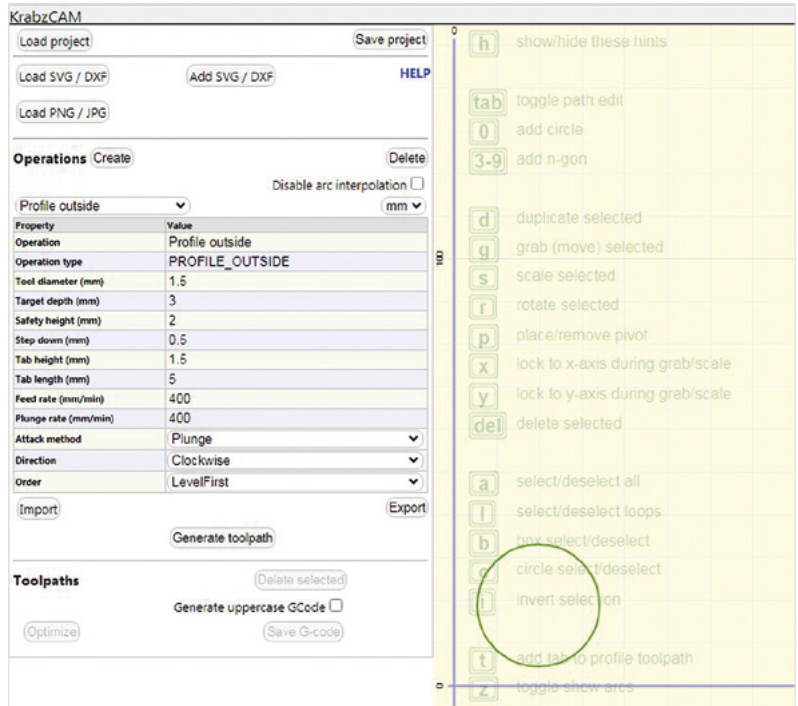 KrabzCAM
Load project Save project
Load SVG / DXF Add SVG / DXF HELP
Load PNG / JPG
Operations Create Delete
Disable arc interpolation
Profile outside mm
Property Value
Operation Profile outside
Operation type PROFILE_OUTSIDE
Tool diameter (mm) 1.5
Target depth (mm) 3
Safety height (mm) 2
Step down (mm) 0.5
Tab height (mm) 1.5
Tab length (mm) 5
Feed rate (mm/min) 400
Plunge rate (mm/min) 400
Attack method Plunge
Direction Clockwise
Order LevelFirst
Import Export
Generate toolpath
Toolpaths Delete selected
Generate uppercase GCode
Optimize Save G-code
0
100
0
h show/hide these hints
tab toggle path edit
0 add circle
3-9 add n-gon
d duplicate selected
g grab (move) selected
s scale selected
r rotate selected
p place/remove pivot
x lock to x-axis during grab/scale
y lock to y-axis during grab/scale
del delete selected
a select/deselect all
l select/deselect loops
b box select/deselect
c circle select/deselect
i invert selection
t add tab to profile toolpath
z toggle show arcs